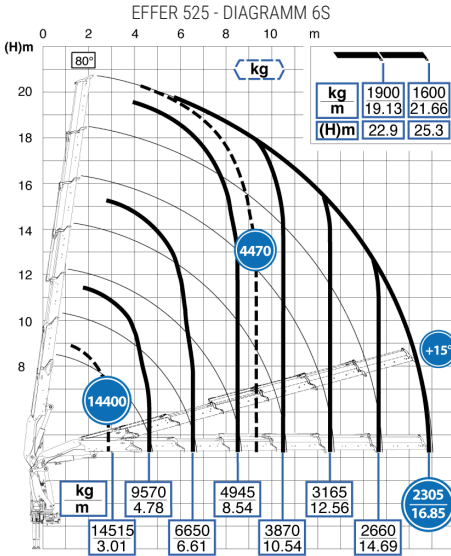 EFFER 525 - DIAGRAMM 6S
0 2 4 6 8 10 m
(H)m
80°
kg
kg 1900 1600
m 19.13 21.66
(H)m 22.9 25.3
20
18
16
14
12
10
8
4470
+15°
14400
kg 9570 4945 3165 2305
m 4.78 8.54 12.56 16.85
14515 6650 3870 2660
3.01 6.61 10.54 14.69